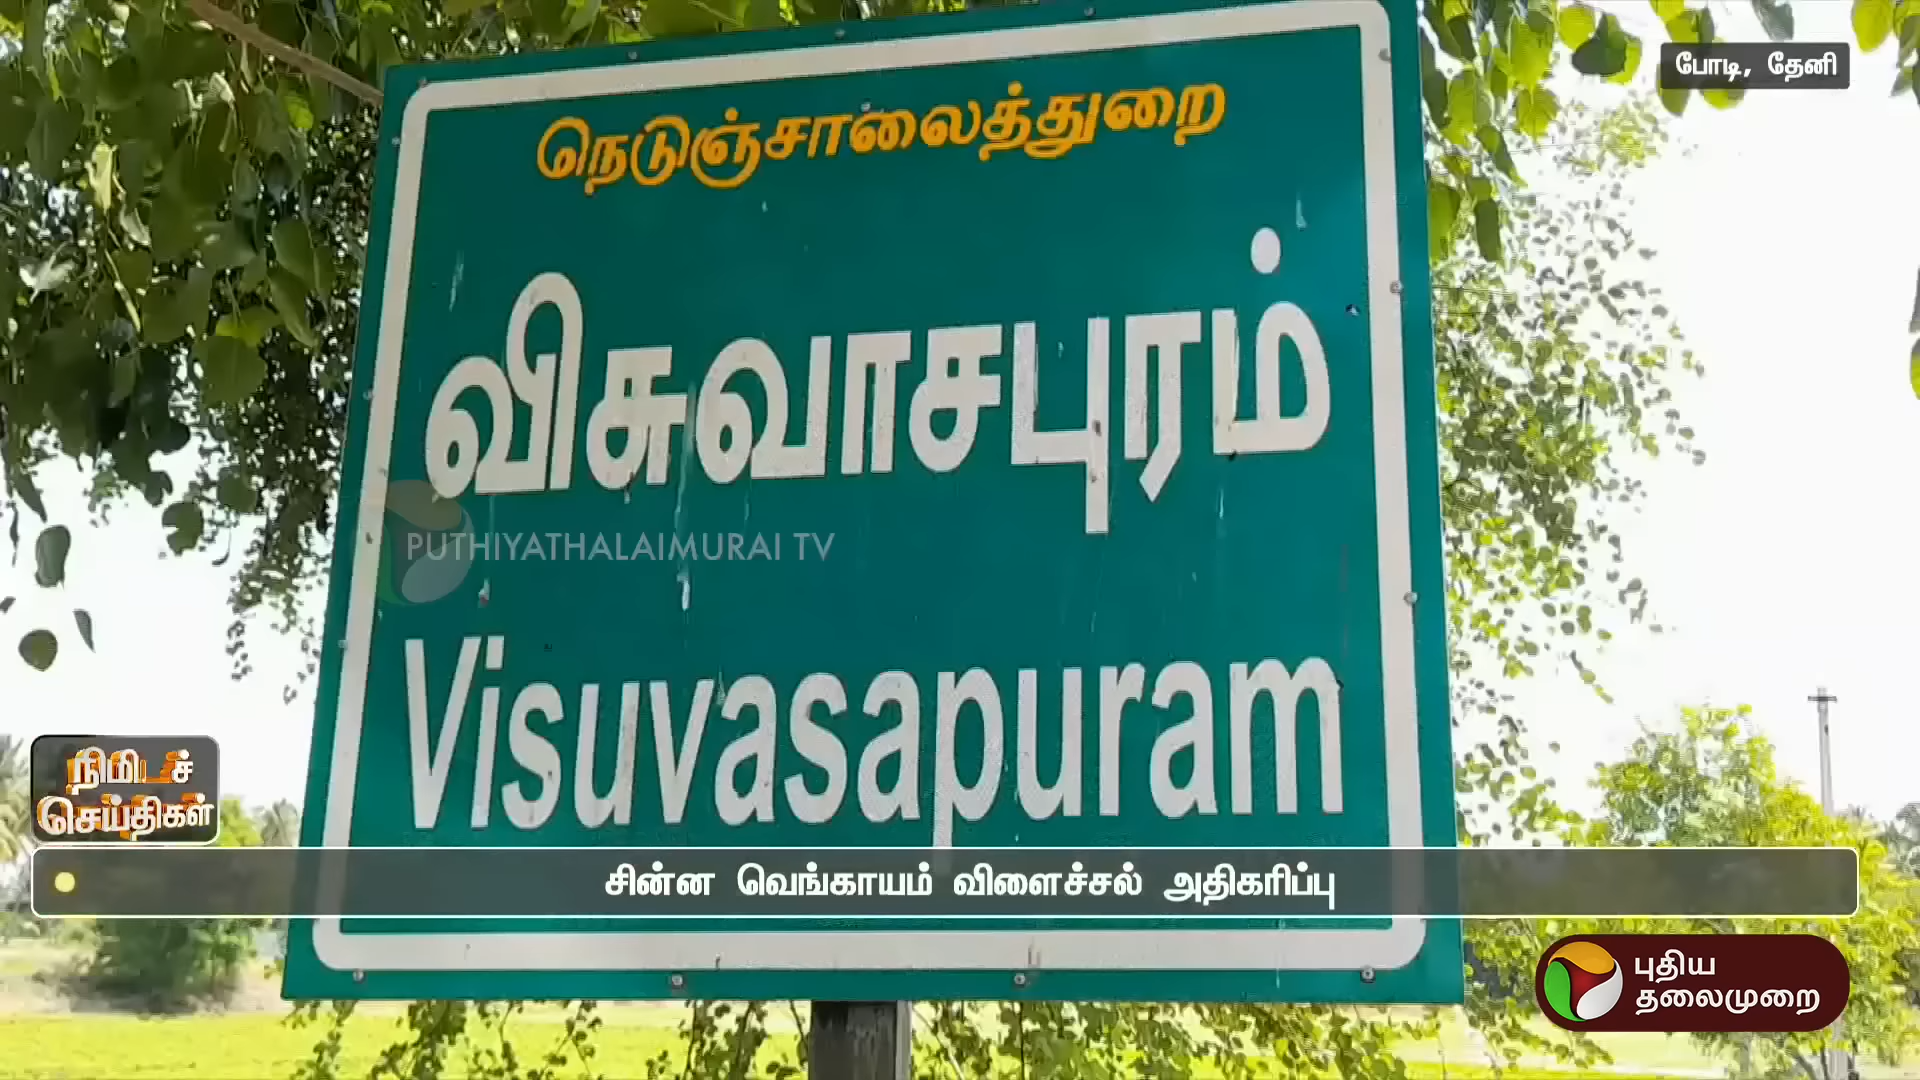 போடி, தேனி
நெடுஞ்சாலைத்துறை
விசுவாசபுரம்
PUTHIYATHALAIMURAI TV
Visuvasapuram
நிமிடச்
செய்திகள்
சின்ன வெங்காயம் விளைச்சல் அதிகரிப்பு
புதிய
தலைமுறை